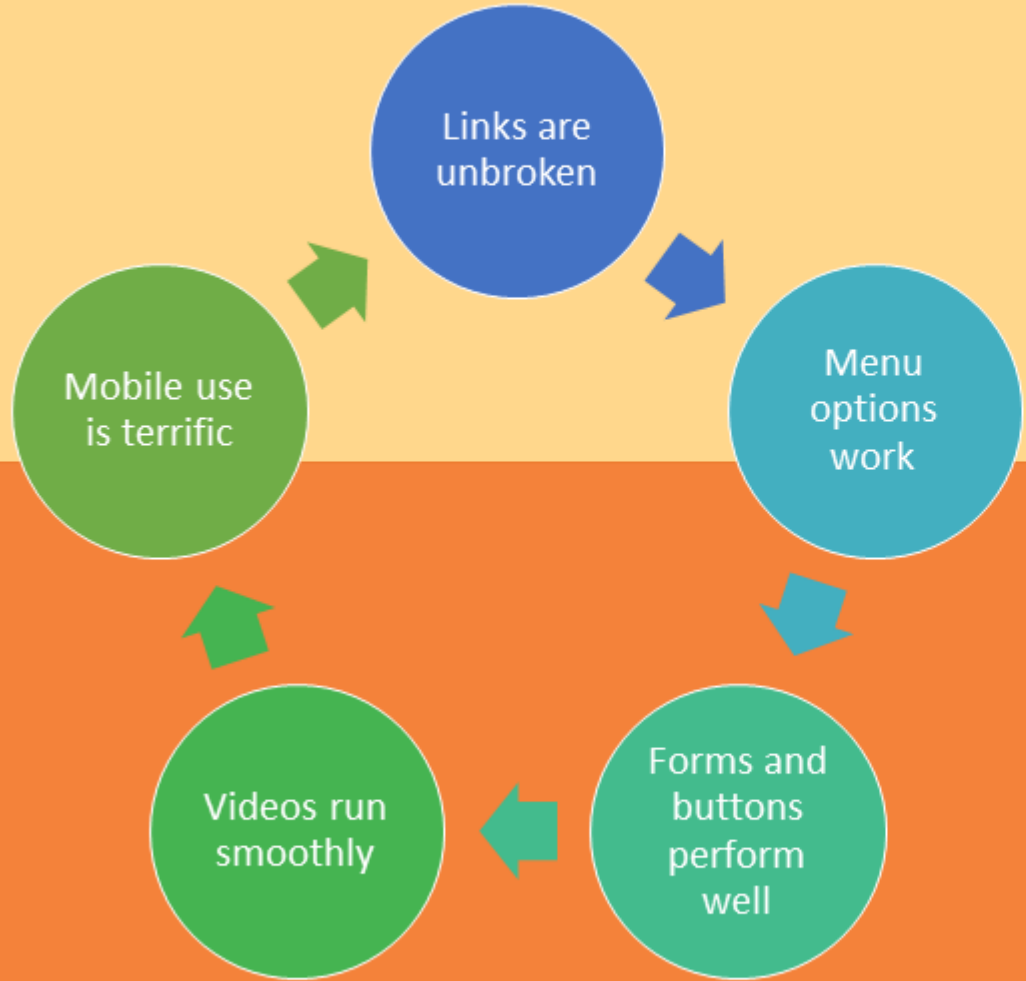 Links are
unbroken
Menu
options
work
Forms and
buttons
perform
well
Videos run
smoothly
Mobile use
is terrific